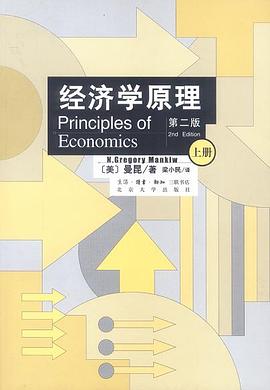 经济学原理
Principles of
Economics
第二版
2nd Edition
上册
N.Gregory Mankiw
〔美〕曼昆/著 梁小民/译
生活·读书·新知 三联书店
北京大学出版社